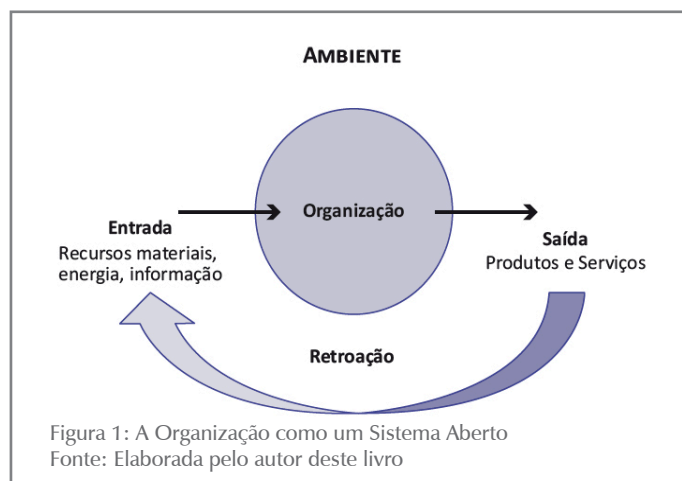 AMBIENTE
Organização
Entrada
Recursos materiais,
energia, informação
Saída
Produtos e Serviços
Retroação
Figura 1: A Organização como um Sistema Aberto
Fonte: Elaborada pelo autor deste livro